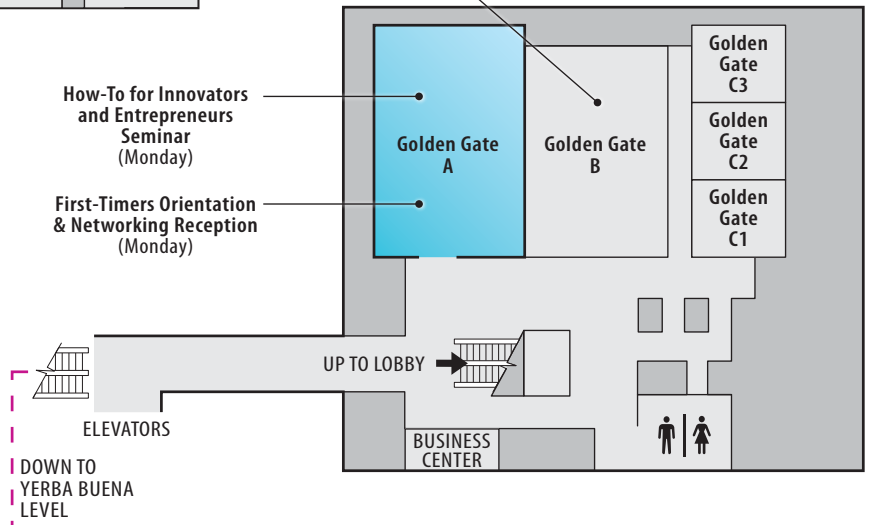 How-To for Innovators
and Entrepreneurs
Seminar
(Monday)
First-Timers Orientation
& Networking Reception
(Monday)
Golden Gate
A
Golden Gate
B
Golden
Gate
C3
Golden
Gate
C2
Golden
Gate
C1
UP TO LOBBY
ELEVATORS
BUSINESS
CENTER
DOWN TO
YERBA BUENA
LEVEL